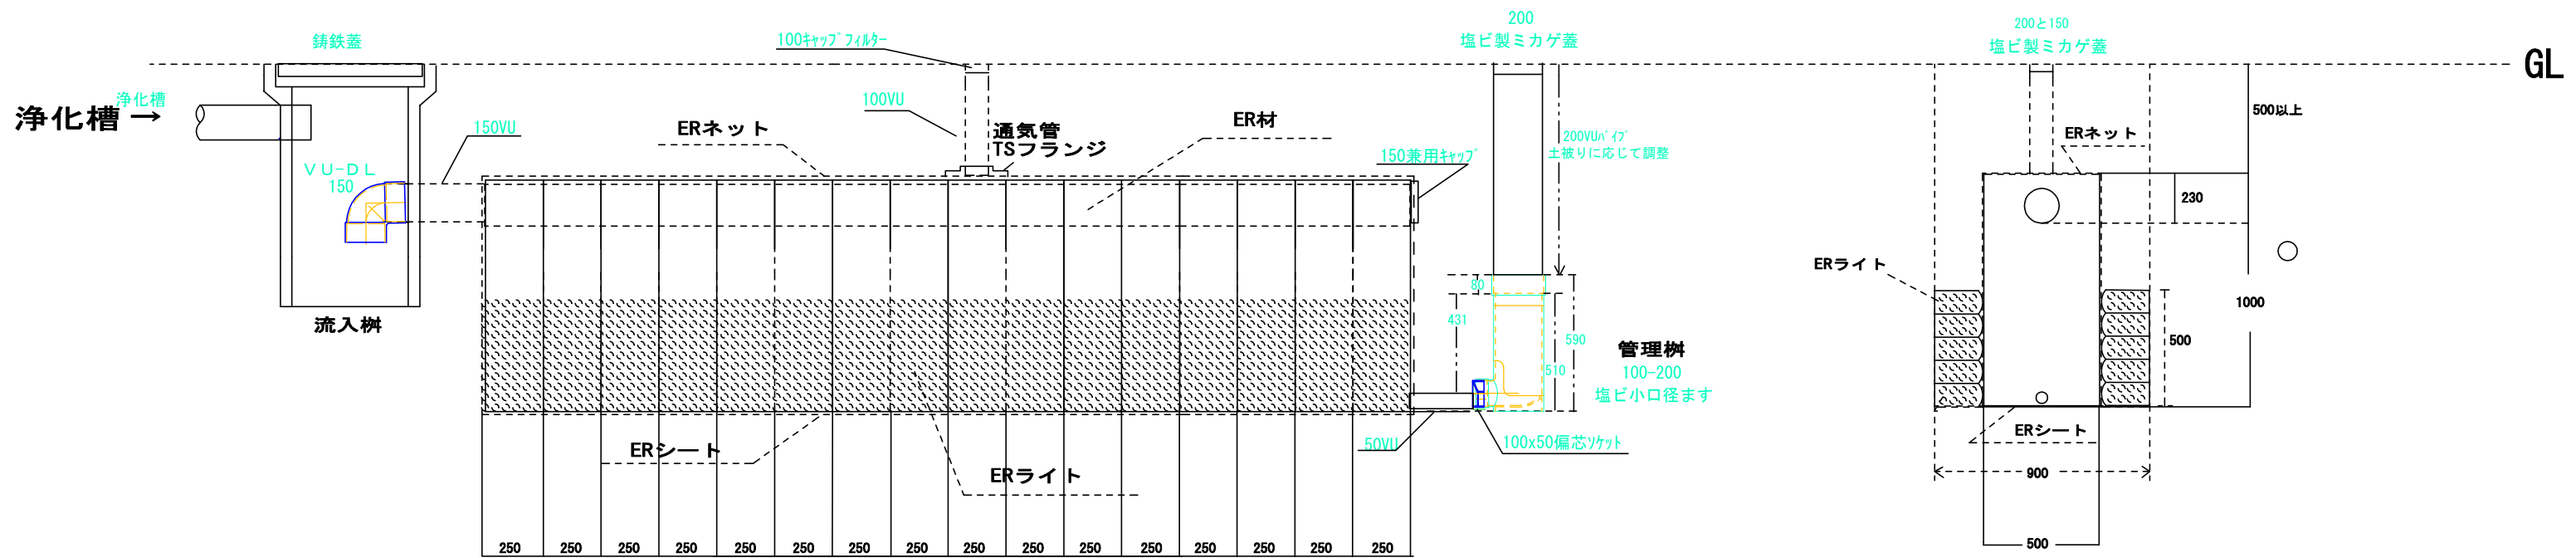 鋳鉄蓋
浄化槽 →
浄化槽
VU-DL
150
流入桝
150VU
100ｷｬｯﾌﾟフィルター
100VU
ERネット
通気管
TSフランジ
ER材
150兼用ｷｬｯﾌﾟ
200
塩ビ製ミカゲ蓋
200VUﾊﾟｲﾌﾟ
土被りに応じて調整
80
431
590
510
管理桝
100-200
塩ビ小口径ます
50VU
100x50偏芯ｿｹｯﾄ
ERシート
ERライト
250 250 250 250 250 250 250 250 250 250 250 250 250 250 250 250
200と150
塩ビ製ミカゲ蓋
GL
500以上
ERネット
230
ERライト
1000
500
ERシート
900
500